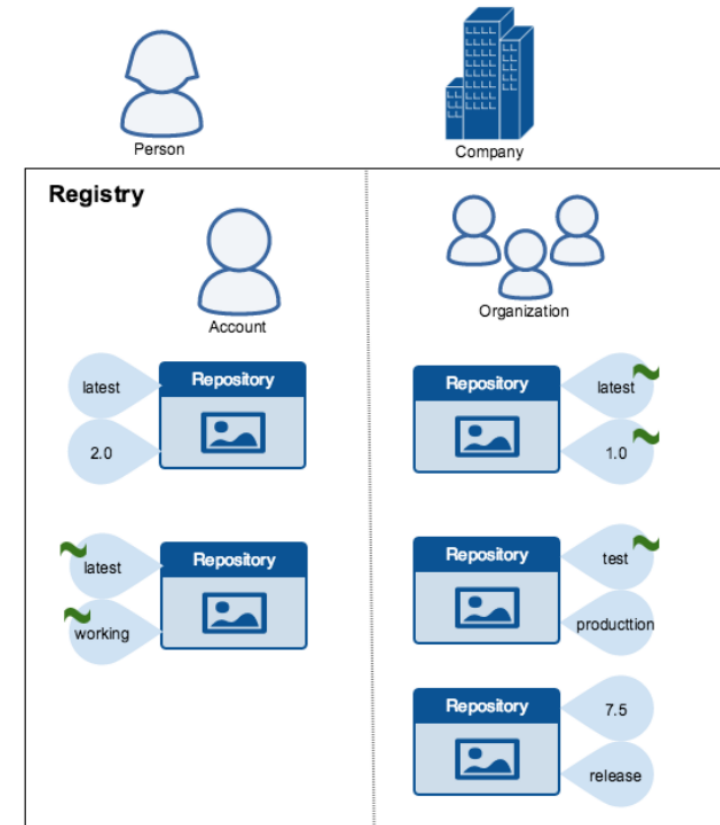 Person
Company
Registry
Account
Organization
latest
Repository
2.0
Repository
latest
1.0
latest
Repository
working
Repository
test
producttion
Repository
7.5
release